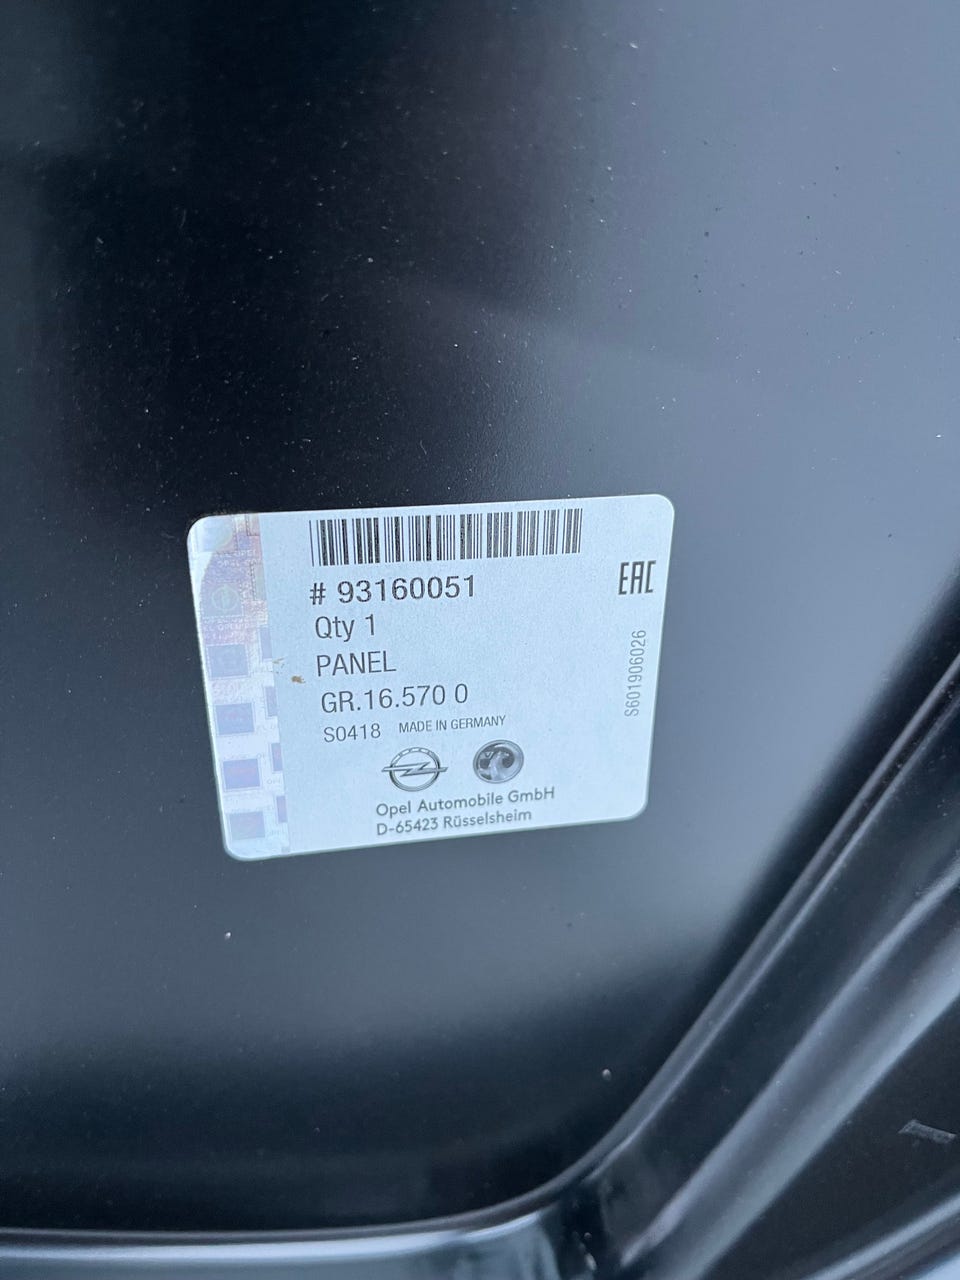 # 93160051
EAC
Qty 1
PANEL
GR.16.570 0
S0418 MADE IN GERMANY
S601906026
Opel Automobile GmbH
D-65423 Rüsselsheim